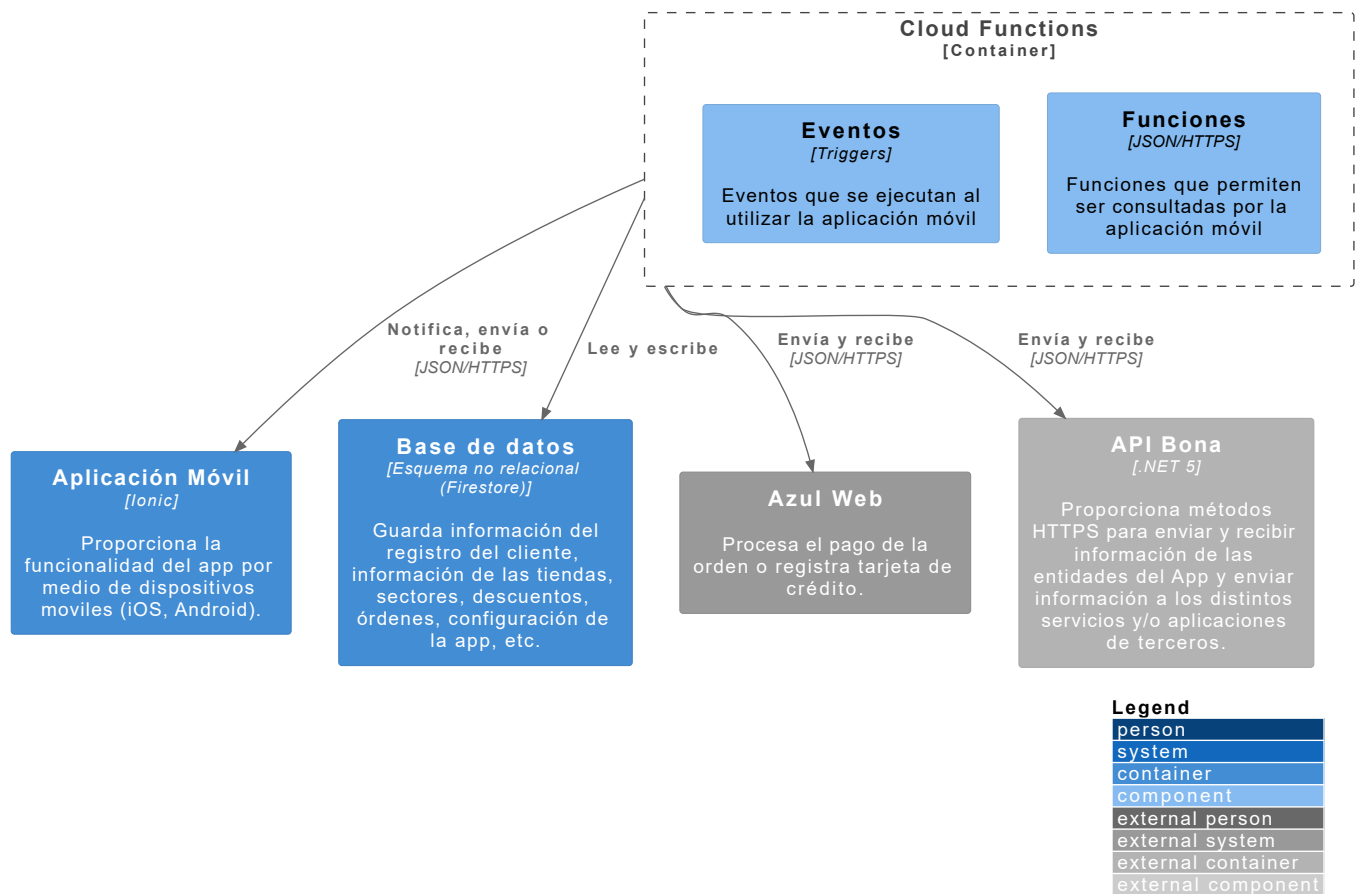 Cloud Functions
[Container]
Eventos
[Triggers]
Eventos que se ejecutan al
utilizar la aplicación móvil
Funciones
[JSON/HTTPS]
Funciones que permiten
ser consultadas por la
aplicación móvil
Notifica, envía o
recibe
[JSON/HTTPS]
Lee y escribe
Envía y recibe
[JSON/HTTPS]
Envía y recibe
[JSON/HTTPS]
Aplicación Móvil
[Ionic]
Proporciona la
funcionalidad del app por
medio de dispositivos
moviles (iOS, Android).
Base de datos
[Esquema no relacional
(Firestore)]
Guarda información del
registro del cliente,
información de las tiendas,
sectores, descuentos,
órdenes, configuración de
la app, etc.
Azul Web
Procesa el pago de la
orden o registra tarjeta de
crédito.
API Bona
[.NET 5]
Proporciona métodos
HTTPS para enviar y recibir
información de las
entidades del App y enviar
información a los distintos
servicios y/o aplicaciones
de terceros.
Legend
person
system
container
component
external person
external system
external container
external component